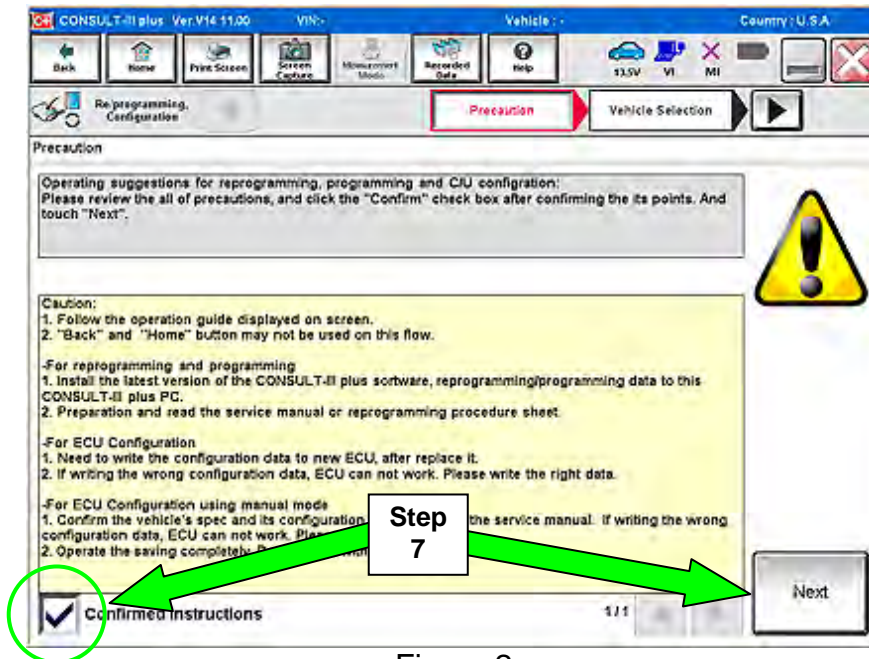 CONSULT-III plus Ver.V14.11.00 VIN:- Vehicle : - Country : U.S.A
Back Home Print Screen Screen Capture Measurement Mode Recorded Data Help 13.5V VI MI
Re/programming, Configuration Precaution Vehicle Selection
Precaution
Operating suggestions for reprogramming, programming and C/U configration:
Please review the all of precautions, and click the "Confirm" check box after confirming the its points. And
touch "Next".
Caution:
1. Follow the operation guide displayed on screen.
2. "Back" and "Home" button may not be used on this flow.
-For reprogramming and programming
1. Install the latest version of the CONSULT-III plus sortware, reprogramming/programming data to this
CONSULT-III plus PC.
2. Preparation and read the service manual or reprogramming procedure sheet.
-For ECU Configuration
1. Need to write the configuration data to new ECU, after replace it.
2. If writing the wrong configuration data, ECU can not work. Please write the right data.
-For ECU Configuration using manual mode
1. Confirm the vehicle's spec and its configuration the service manual. If writing the wrong
configuration data, ECU can not work.
2. Operate the saving completely.
Step
7
Next
Confirmed instructions 1/1